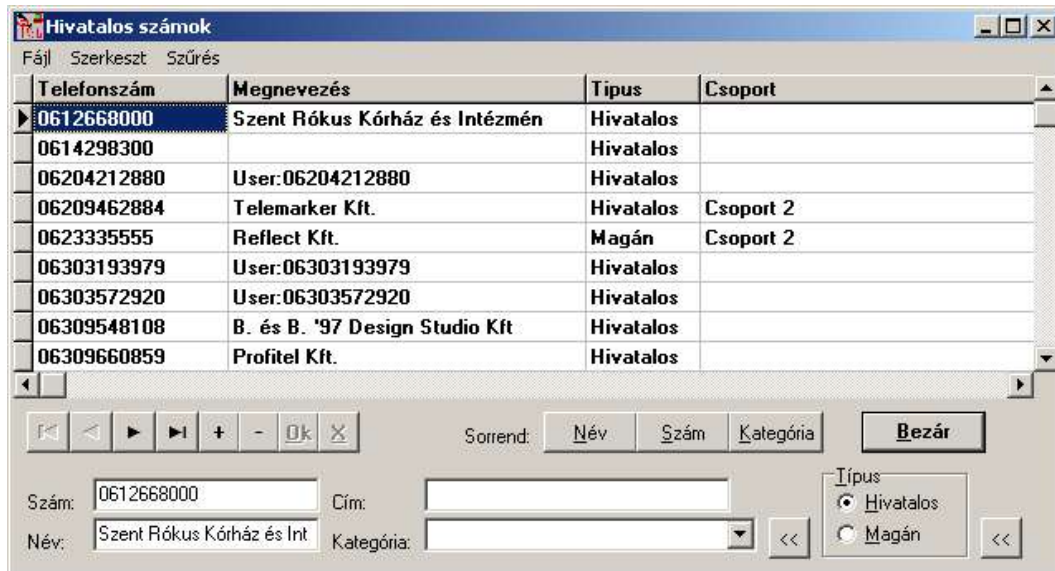 Hivatalos számok
Fájl Szerkeszt Szűrés
Telefonszám Megnevezés Tipus Csoport
0612668000 Szent Rókus Kórház és Intézmén Hivatalos
0614298300 Hivatalos
06204212880 User:06204212880 Hivatalos
06209462884 Telemarker Kft. Hivatalos Csoport 2
0623335555 Reflect Kft. Magán Csoport 2
06303193979 User:06303193979 Hivatalos
06303572920 User:06303572920 Hivatalos
06309548108 B. és B. '97 Design Studio Kft Hivatalos
06309660859 Profitel Kft. Hivatalos
+ - Ok X Sorrend: Név Szám Kategória Bezár
Szám: 0612668000 Cím: Típus
Hivatalos
Név: Szent Rókus Kórház és Int Kategória: << Magán <<